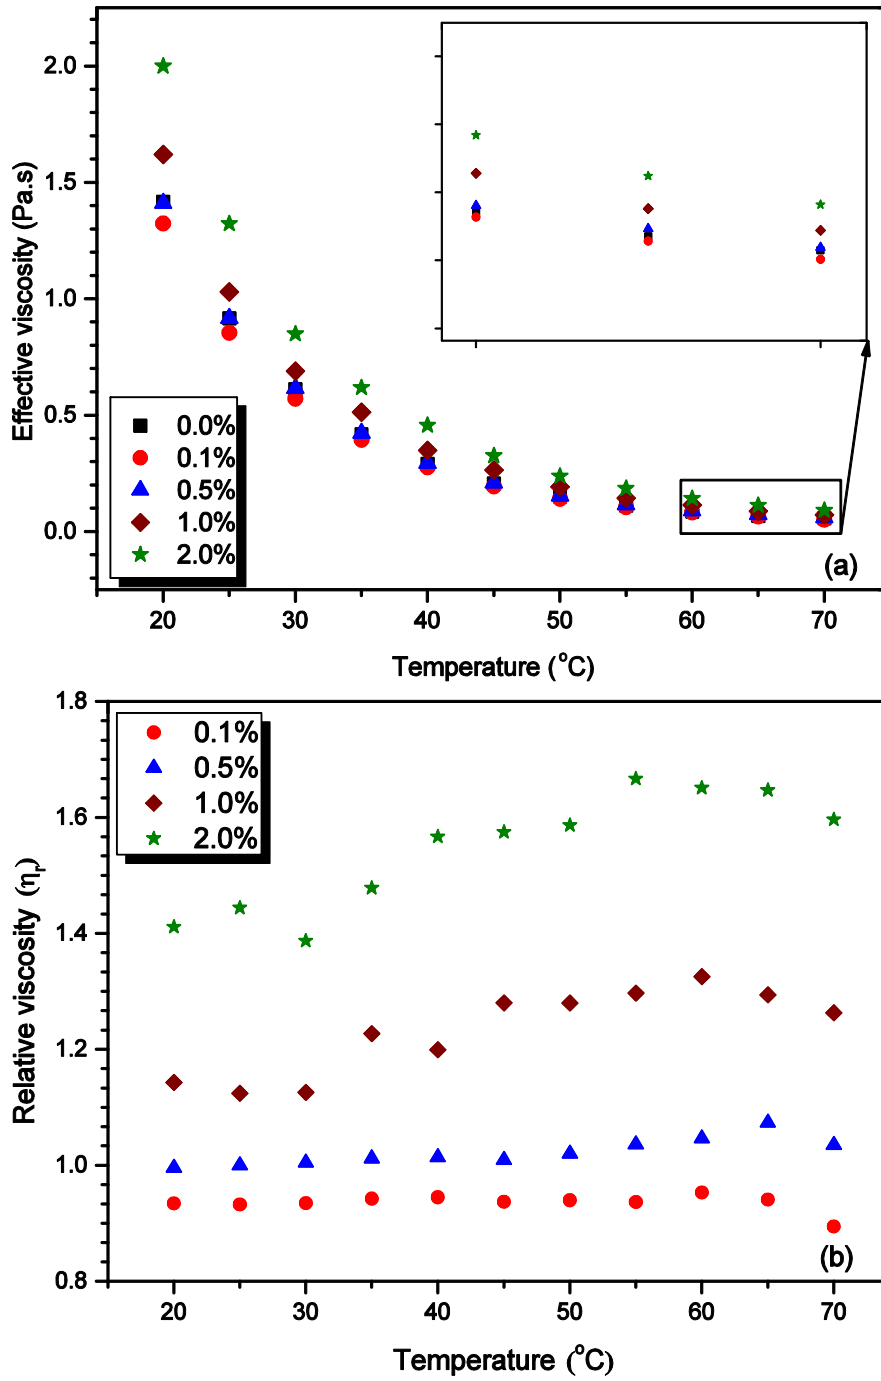 2.0
1.5
1.0
0.5
0.0
Effective viscosity (Pa.s)
0.0%
0.1%
0.5%
1.0%
2.0%
(a)
20 30 40 50 60 70
Temperature (°C)
1.8
1.6
1.4
1.2
1.0
0.8
Relative viscosity (ηr)
0.1%
0.5%
1.0%
2.0%
(b)
20 30 40 50 60 70
Temperature (°C)